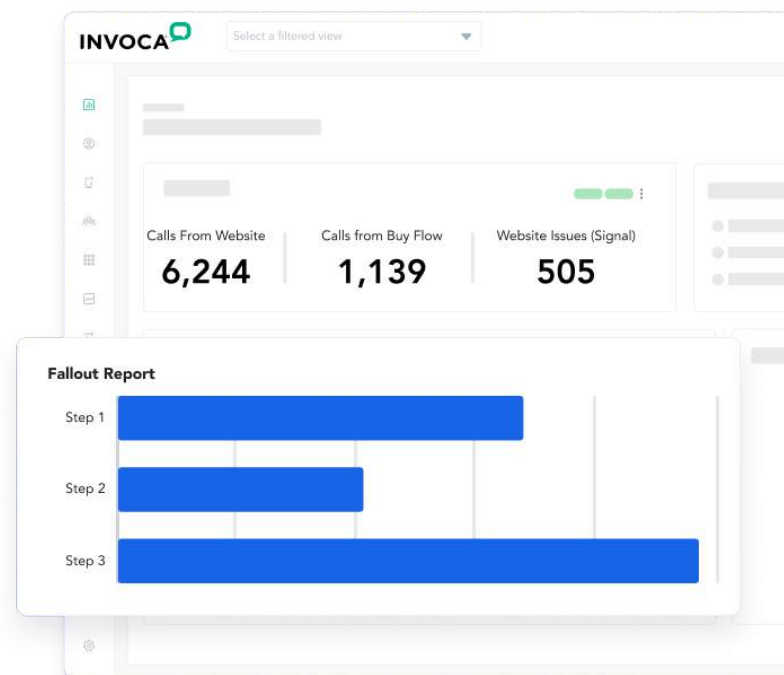 INVOCA
Select a filtered view
Calls From Website
Calls from Buy Flow
Website Issues (Signal)
6,244
1,139
505
Fallout Report
Step 1
Step 2
Step 3